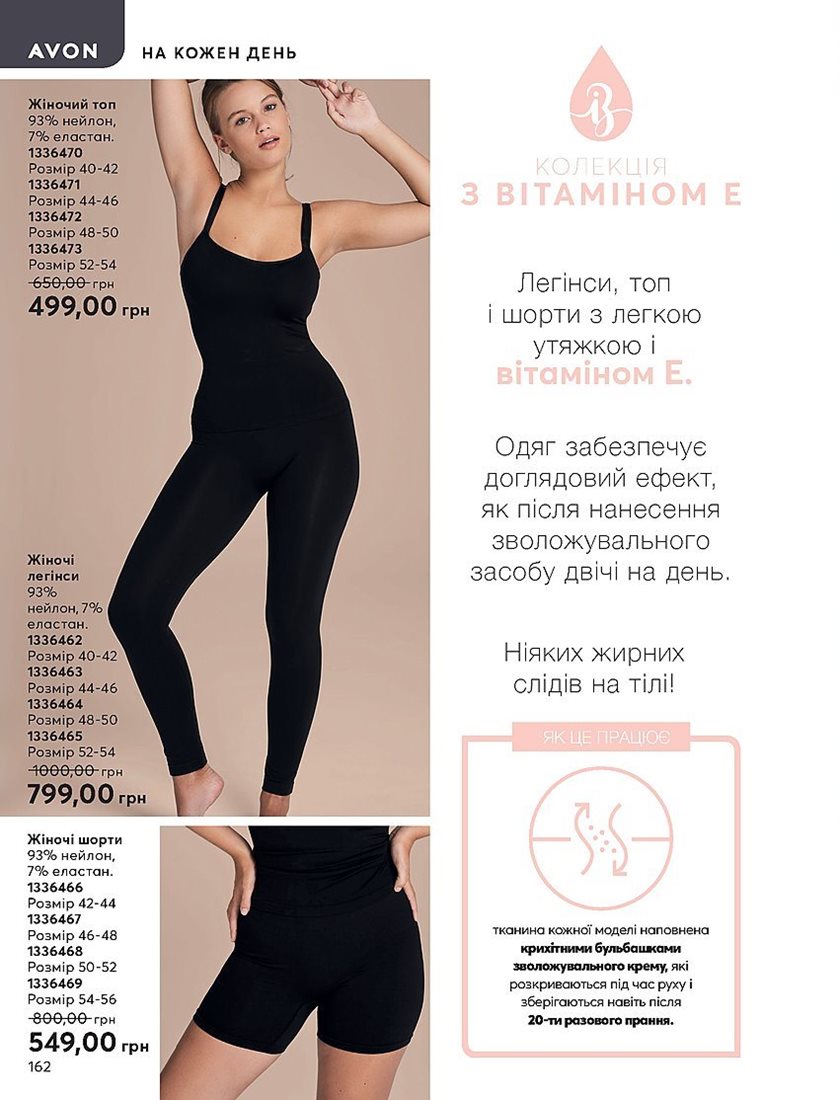 AVON
НА КОЖЕН ДЕНЬ
Жіночий топ
93% нейлон,
7% еластан.
1336470
Розмір 40-42
1336471
Розмір 44-46
1336472
Розмір 48-50
1336473
Розмір 52-54
650,00 грн
499,00 грн
Жіночі
легінси
93%
нейлон, 7%
еластан.
1336462
Розмір 40-42
1336463
Розмір 44-46
1336464
Розмір 48-50
1336465
Розмір 52-54
1000,00 грн
799,00 грн
Жіночі шорти
93% нейлон,
7% еластан.
1336466
Розмір 42-44
1336467
Розмір 46-48
1336468
Розмір 50-52
1336469
Розмір 54-56
800,00 грн
549,00 грн
162
КОЛЕКЦІЯ
З ВІТАМІНОМ Е
Легінси, топ
і шорти з легкою
утяжкою і
вітаміном Е.
Одяг забезпечує
доглядовий ефект,
як після нанесення
зволожувального
засобу двічі на день.
Ніяких жирних
слідів на тілі!
ЯК ЦЕ ПРАЦЮЄ
тканина кожної моделі наповнена
крихітними бульбашками
зволожувального крему, які
розкриваються під час руху і
зберігаються навіть після
20-ти разового прання.